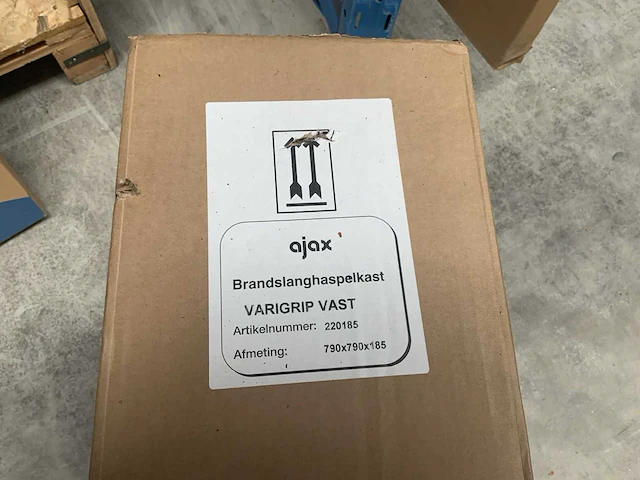 ajax
Brandslanghaspelkast
VARIGRIP VAST
Artikelnummer: 220185
Afmeting: 790x790x185